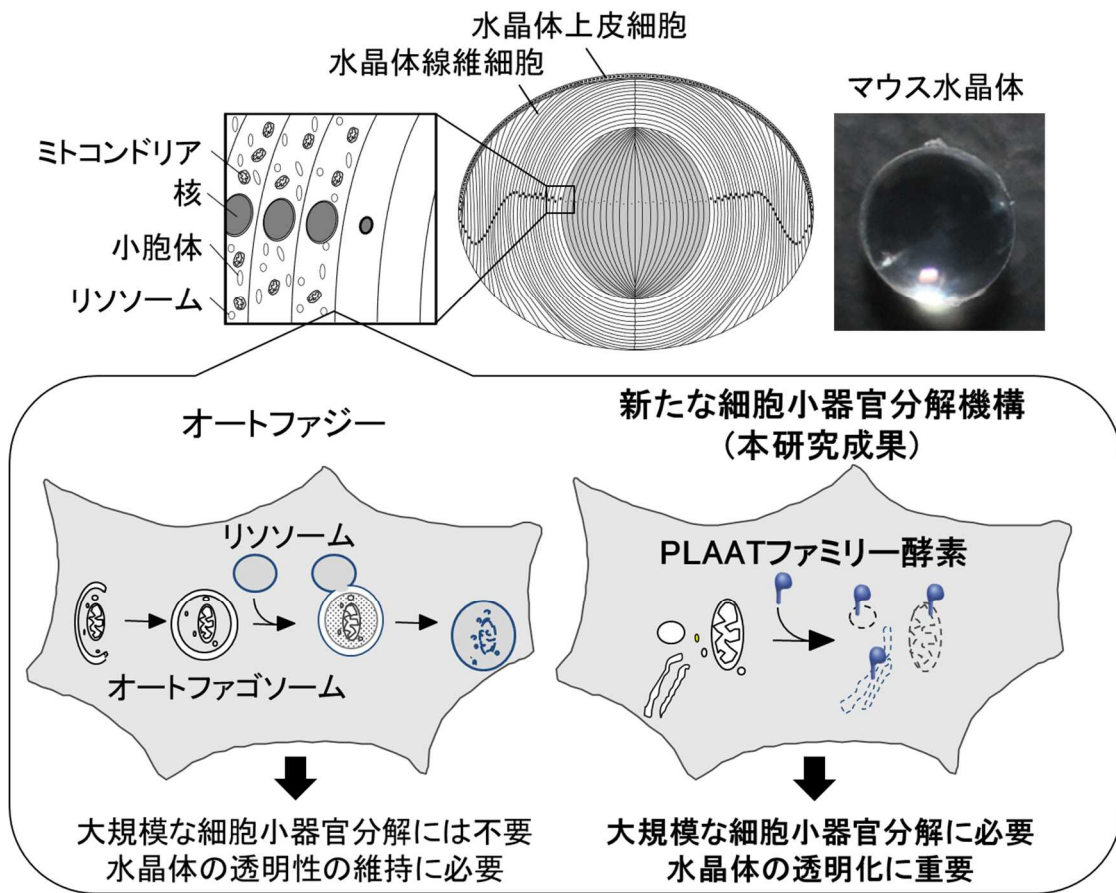 水晶体上皮細胞
水晶体線維細胞
マウス水晶体
ミトコンドリア
核
小胞体
リソソーム
オートファジー
新たな細胞小器官分解機構
(本研究成果)
リソソーム
オートファゴソーム
PLAATファミリー酵素
大規模な細胞小器官分解には不要
水晶体の透明性の維持に必要
大規模な細胞小器官分解に必要
水晶体の透明化に重要